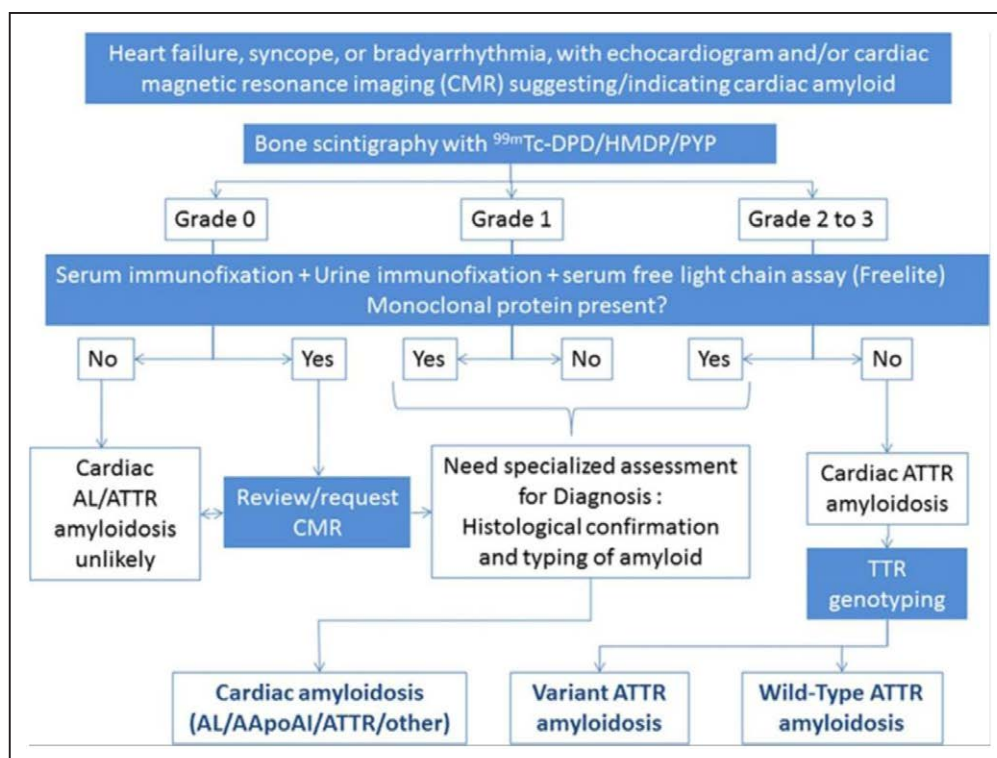 Heart failure, syncope, or bradyarrhythmia, with echocardiogram and/or cardiac
magnetic resonance imaging (CMR) suggesting/indicating cardiac amyloid
Bone scintigraphy with ⁹⁹ᵐTc-DPD/HMDP/PYP
Grade 0
Grade 1
Grade 2 to 3
Serum immunofixation + Urine immunofixation + serum free light chain assay (Freelite)
Monoclonal protein present?
No
Yes
Yes
No
Yes
No
Cardiac
AL/ATTR
amyloidosis
unlikely
Review/request
CMR
Need specialized assessment
for Diagnosis :
Histological confirmation
and typing of amyloid
Cardiac ATTR
amyloidosis
TTR
genotyping
Cardiac amyloidosis
(AL/AApoAI/ATTR/other)
Variant ATTR
amyloidosis
Wild-Type ATTR
amyloidosis